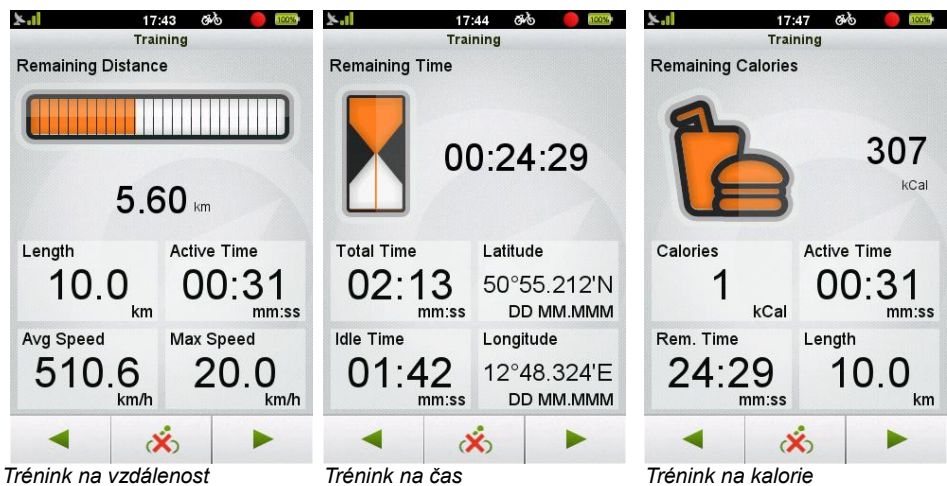 17:43 100%
Training
Remaining Distance
5.60 km
Length
10.0
km
Active Time
00:31
mm:ss
Avg Speed
510.6
km/h
Max Speed
20.0
km/h
Trénink na vzdálenost
17:44 100%
Training
Remaining Time
00:24:29
Total Time
02:13
mm:ss
Latitude
50°55.212'N
DD MM.MMM
Idle Time
01:42
mm:ss
Longitude
12°48.324'E
DD MM.MMM
Trénink na čas
17:47 100%
Training
Remaining Calories
307
kCal
Calories
1
kCal
Active Time
00:31
mm:ss
Rem. Time
24:29
mm:ss
Length
10.0
km
Trénink na kalorie